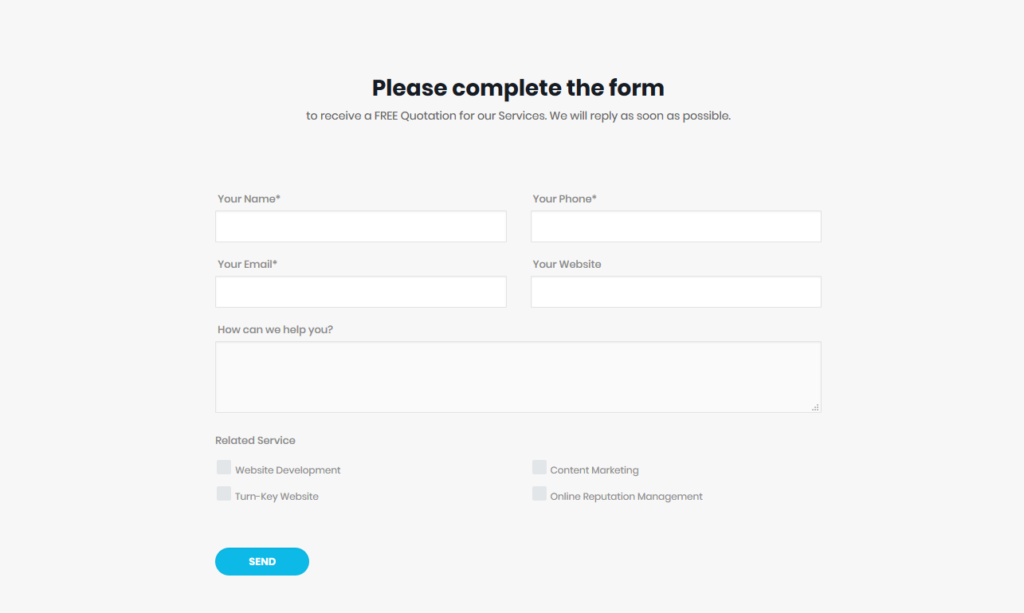 Please complete the form
to receive a FREE Quotation for our Services. We will reply as soon as possible.
Your Name*
Your Phone*
Your Email*
Your Website
How can we help you?
Related Service
Website Development
Content Marketing
Turn-Key Website
Online Reputation Management
SEND